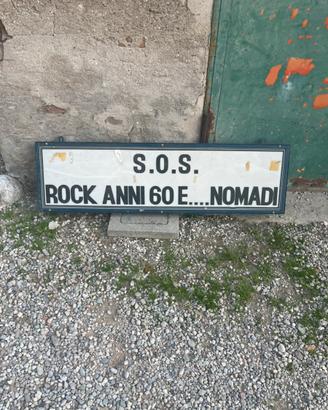 S.O.S.
ROCK ANNI 60 E....NOMADI